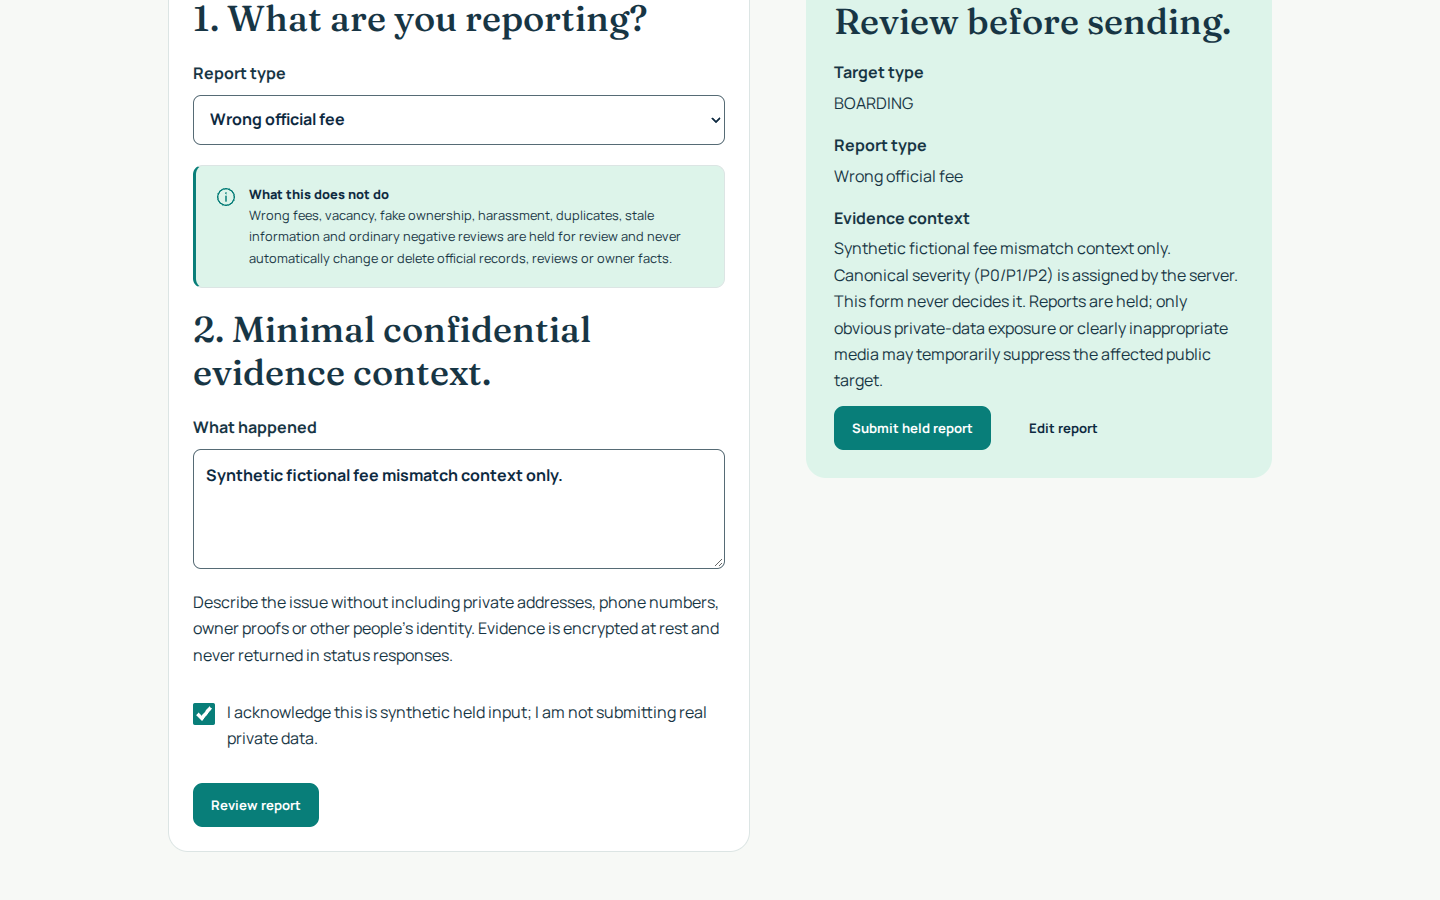 1. What are you reporting?
Report type
Wrong official fee
What this does not do
Wrong fees, vacancy, fake ownership, harassment, duplicates, stale
information and ordinary negative reviews are held for review and never
automatically change or delete official records, reviews or owner facts.
2. Minimal confidential
evidence context.
What happened
Synthetic fictional fee mismatch context only.
Describe the issue without including private addresses, phone numbers,
owner proofs or other people's identity. Evidence is encrypted at rest and
never returned in status responses.
I acknowledge this is synthetic held input; I am not submitting real
private data.
Review report
Review before sending.
Target type
BOARDING
Report type
Wrong official fee
Evidence context
Synthetic fictional fee mismatch context only.
Canonical severity (P0/P1/P2) is assigned by the server.
This form never decides it. Reports are held; only
obvious private-data exposure or clearly inappropriate
media may temporarily suppress the affected public
target.
Submit held report
Edit report